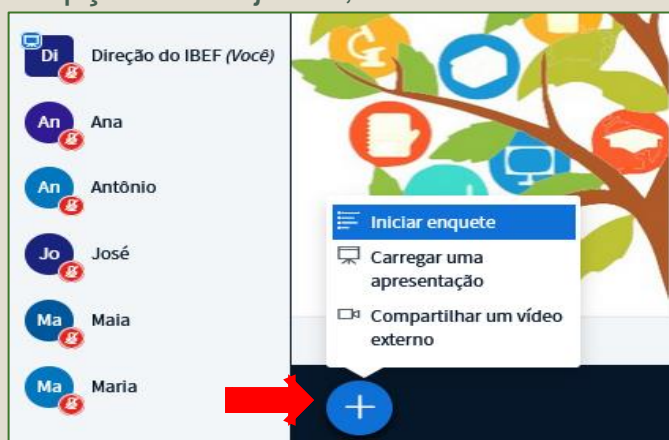 Di
Direção do IBEF (Você)
An
Ana
An
Antônio
Jo
José
Ma
Maia
Ma
Maria
Iniciar enquete
Carregar uma
apresentação
Compartilhar um vídeo
externo